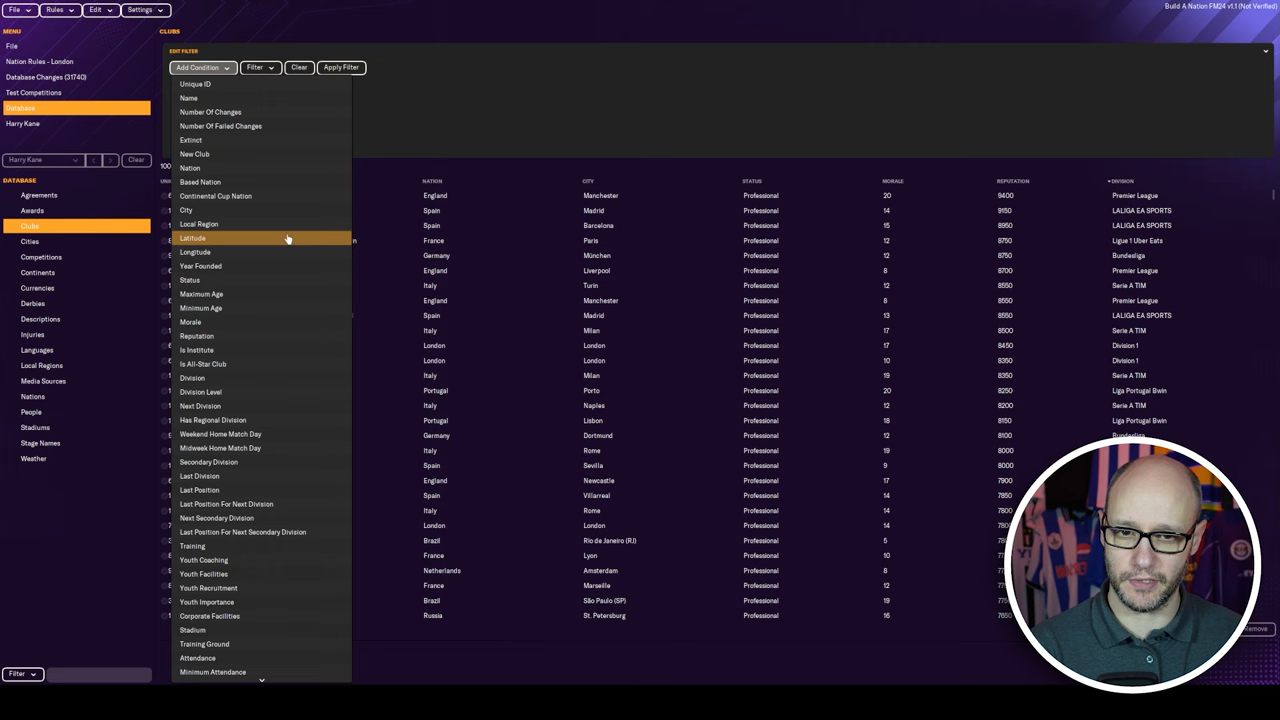 File Rules Edit Settings
Build A Nation FM24 v1.1 (Not Verified)
MENU
File
Nation Rules - London
Database Changes (31740)
Test Competitions
Database
Harry Kane
Harry Kane Clear
DATABASE
Agreements
Awards
Clubs
Cities
Competitions
Continents
Currencies
Derbies
Descriptions
Injuries
Languages
Local Regions
Media Sources
Nations
People
Stadiums
Stage Names
Weather
Filter
CLUBS
EDIT FILTER
Add Condition Filter Clear Apply Filter
Unique ID
Name
Number Of Changes
Number Of Failed Changes
Extinct
New Club
Nation
Based Nation
Continental Cup Nation
City
Local Region
Latitude
Longitude
Year Founded
Status
Maximum Age
Minimum Age
Morale
Reputation
Is Institute
Is All-Star Club
Division
Division Level
Next Division
Has Regional Division
Weekend Home Match Day
Midweek Home Match Day
Secondary Division
Last Division
Last Position
Last Position For Next Division
Next Secondary Division
Last Position For Next Secondary Division
Training
Youth Coaching
Youth Facilities
Youth Recruitment
Youth Importance
Corporate Facilities
Stadium
Training Ground
Attendance
Minimum Attendance
NATION CITY STATUS MORALE REPUTATION DIVISION
England Manchester Professional 20 9400 Premier League
Spain Madrid Professional 14 9150 LALIGA EA SPORTS
Spain Barcelona Professional 15 8950 LALIGA EA SPORTS
France Paris Professional 12 8750 Ligue 1 Uber Eats
Germany München Professional 12 8750 Bundesliga
England Liverpool Professional 8 8700 Premier League
Italy Turin Professional 12 8550 Serie A TIM
England Manchester Professional 8 8550 Premier League
Spain Madrid Professional 13 8550 LALIGA EA SPORTS
Italy Milan Professional 17 8500 Serie A TIM
London London Professional 17 8450 Division 1
London London Professional 10 8350 Division 1
Italy Milan Professional 19 8350 Serie A TIM
Portugal Porto Professional 20 8250 Liga Portugal Bwin
Italy Naples Professional 12 8200 Serie A TIM
Portugal Lisbon Professional 18 8150 Liga Portugal Bwin
Germany Dortmund Professional 12 8100 Bundesliga
Italy Rome Professional 19 8000
Spain Sevilla Professional 9 8000
England Newcastle Professional 17 7900
Spain Villarreal Professional 14 7850
Italy Rome Professional 14
London London Professional 14
Brazil Rio de Janeiro (RJ) Professional 5
France Lyon Professional 10
Netherlands Amsterdam Professional 8
France Marseille Professional 12
Brazil São Paulo (SP) Professional 19
Russia St. Petersburg Professional 16
Remove